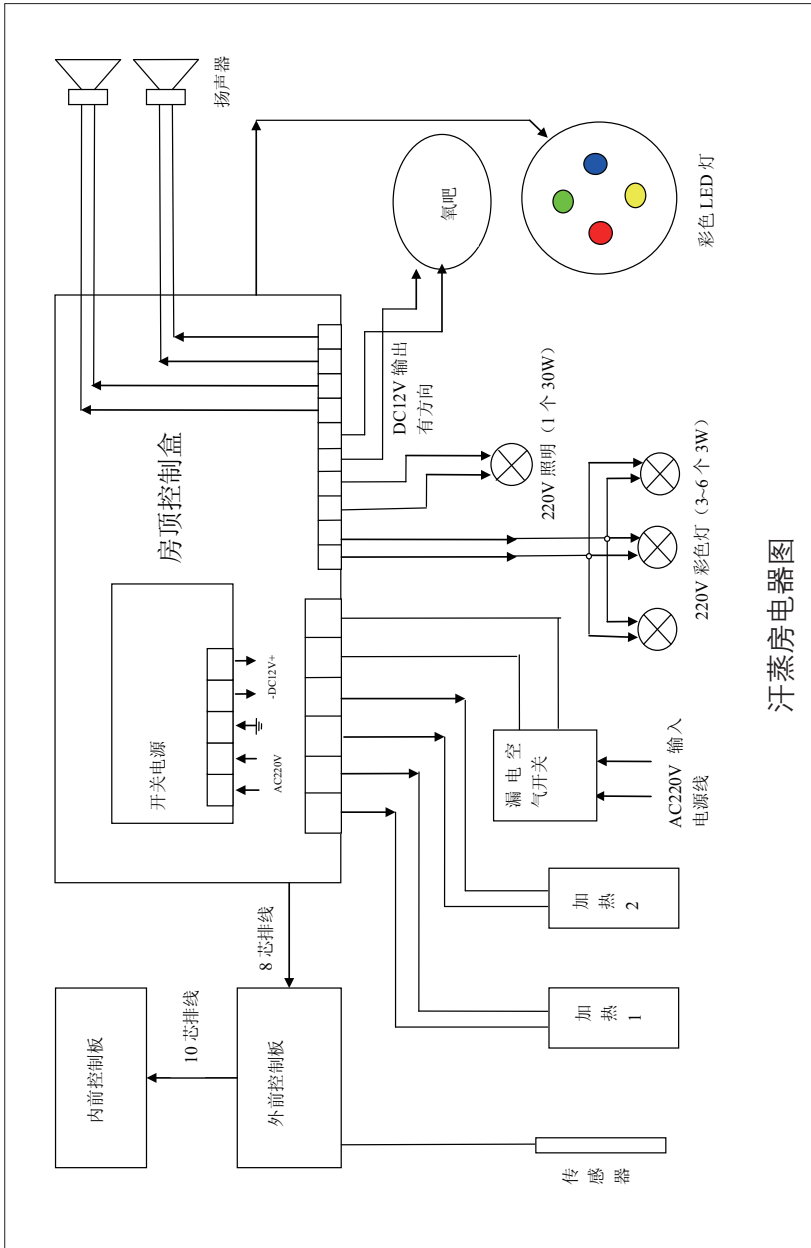 扬声器
氧吧
彩色 LED 灯
房顶控制盒
DC12V 输出
有方向
220V 照明（1 个 30W）
220V 彩色灯（3~6 个 3W）
开关电源
AC220V
-DC12V+
漏 电 空
气开关
AC220V 输入
电源线
8 芯排线
10 芯排线
内前控制板
外前控制板
加
热
2
加
热
1
传
感
器
汗蒸房电器图